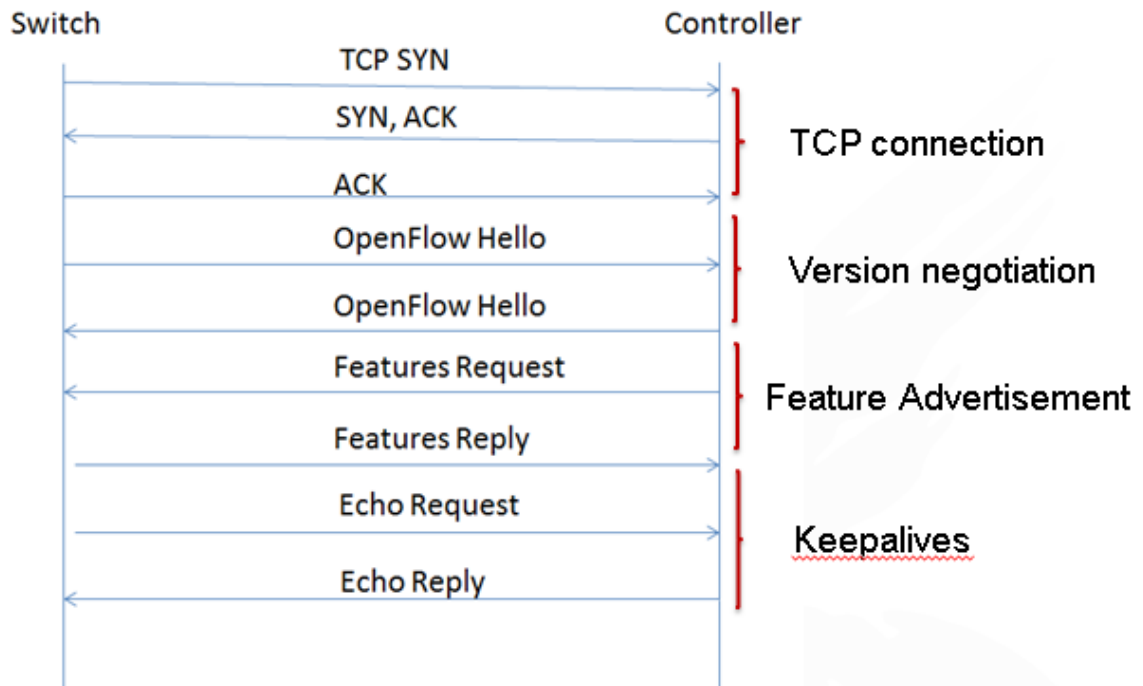 Switch
Controller
TCP SYN
SYN, ACK
TCP connection
ACK
OpenFlow Hello
Version negotiation
OpenFlow Hello
Features Request
Feature Advertisement
Features Reply
Echo Request
Keepalives
Echo Reply